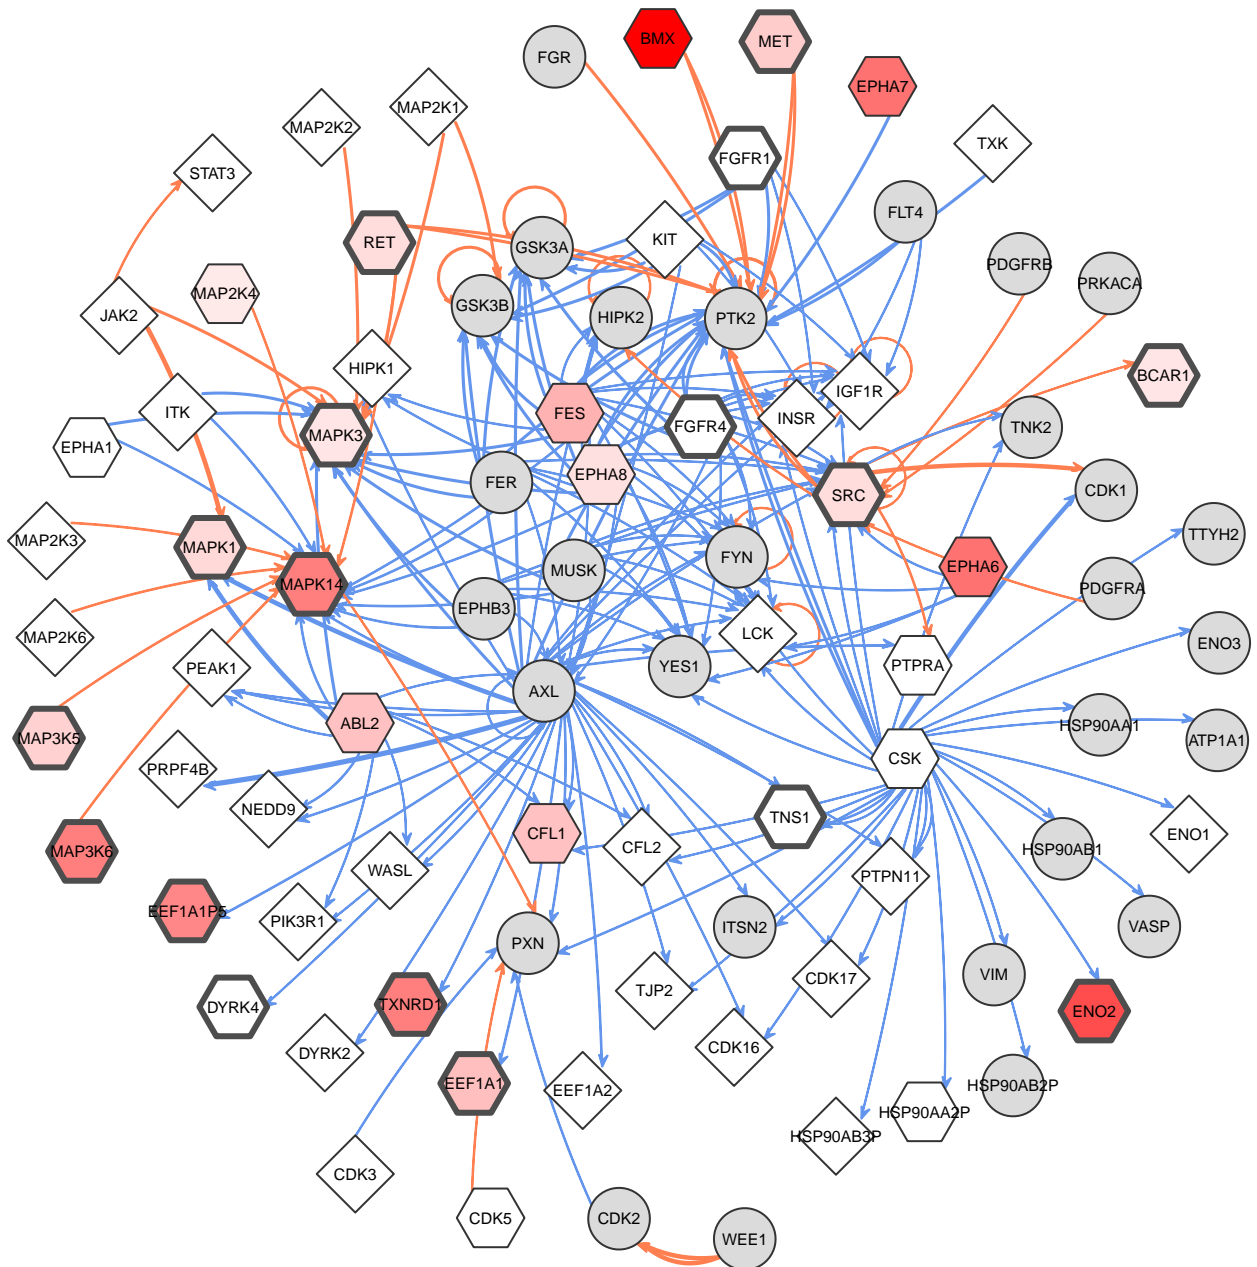 BMX
MET
FGR
EPHA7
MAP2K1
MAP2K2
TXK
FGFR1
STAT3
FLT4
RET
KIT
GSK3A
PDGFRB
PRKACA
MAP2K4
GSK3B
HIPK2
PTK2
JAK2
HIPK1
BCAR1
IGF1R
ITK
FES
INSR
FGFR4
TNK2
MAPK3
EPHA1
EPHA8
FER
SRC
CDK1
TTYH2
MAP2K3
MAPK1
FYN
EPHA6
MUSK
MAPK14
PDGFRA
EPHB3
LCK
MAP2K6
ENO3
PEAK1
YES1
PTPRA
AXL
ABL2
HSP90AA1
MAP3K5
ATP1A1
CSK
PRPF4B
NEDD9
TNS1
CFL1
ENO1
CFL2
MAP3K6
HSP90AB1
WASL
PTPN11
EEF1A1P5
PIK3R1
ITSN2
VASP
PXN
VIM
CDK17
TJP2
DYRK4
TXNRD1
ENO2
CDK16
DYRK2
EEF1A1
HSP90AB2P
EEF1A2
HSP90AA2P
HSP90AB3P
CDK3
CDK5
CDK2
WEE1